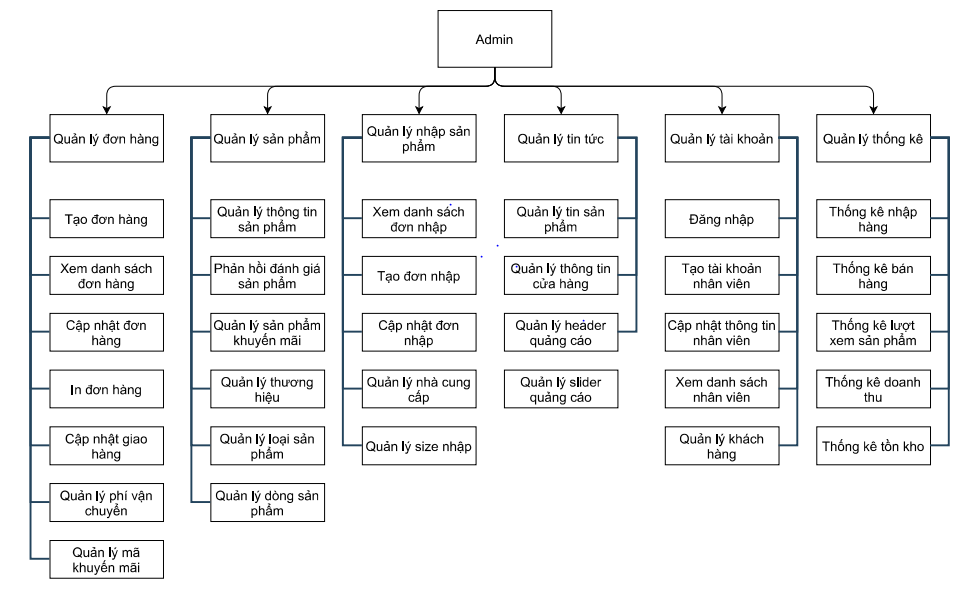 Admin
Quản lý đơn hàng
Tạo đơn hàng
Xem danh sách
đơn hàng
Cập nhật đơn
hàng
In đơn hàng
Cập nhật giao
hàng
Quản lý phí vận
chuyển
Quản lý mã
khuyến mãi
Quản lý sản phẩm
Quản lý thông tin
sản phẩm
Phản hồi đánh giá
sản phẩm
Quản lý sản phẩm
khuyến mãi
Quản lý thương
hiệu
Quản lý loại sản
phẩm
Quản lý dòng sản
phẩm
Quản lý nhập sản
phẩm
Xem danh sách
đơn nhập
Tạo đơn nhập
Cập nhật đơn
nhập
Quản lý nhà cung
cấp
Quản lý size nhập
Quản lý tin tức
Quản lý tin sản
phẩm
Quản lý thông tin
cửa hàng
Quản lý header
quảng cáo
Quản lý slider
quảng cáo
Quản lý tài khoản
Đăng nhập
Tạo tài khoản
nhân viên
Cập nhật thông tin
nhân viên
Xem danh sách
nhân viên
Quản lý khách
hàng
Quản lý thống kê
Thống kê nhập
hàng
Thống kê bán
hàng
Thống kê lượt
xem sản phẩm
Thống kê doanh
thu
Thống kê tồn kho